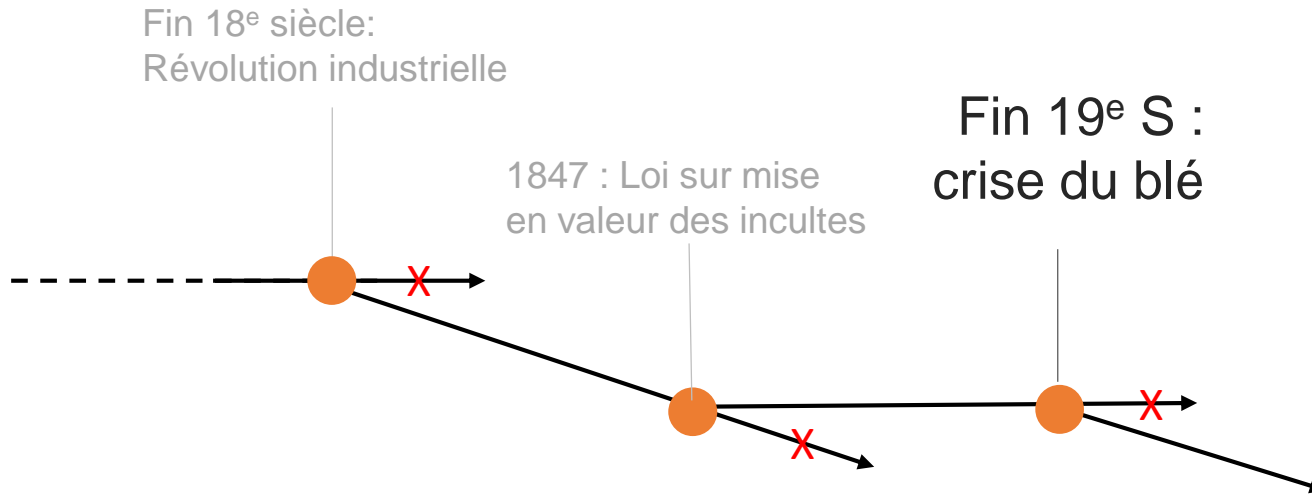 Fin 18e siècle:
Révolution industrielle
1847 : Loi sur mise
en valeur des incultes
Fin 19e S :
crise du blé
X
X
X